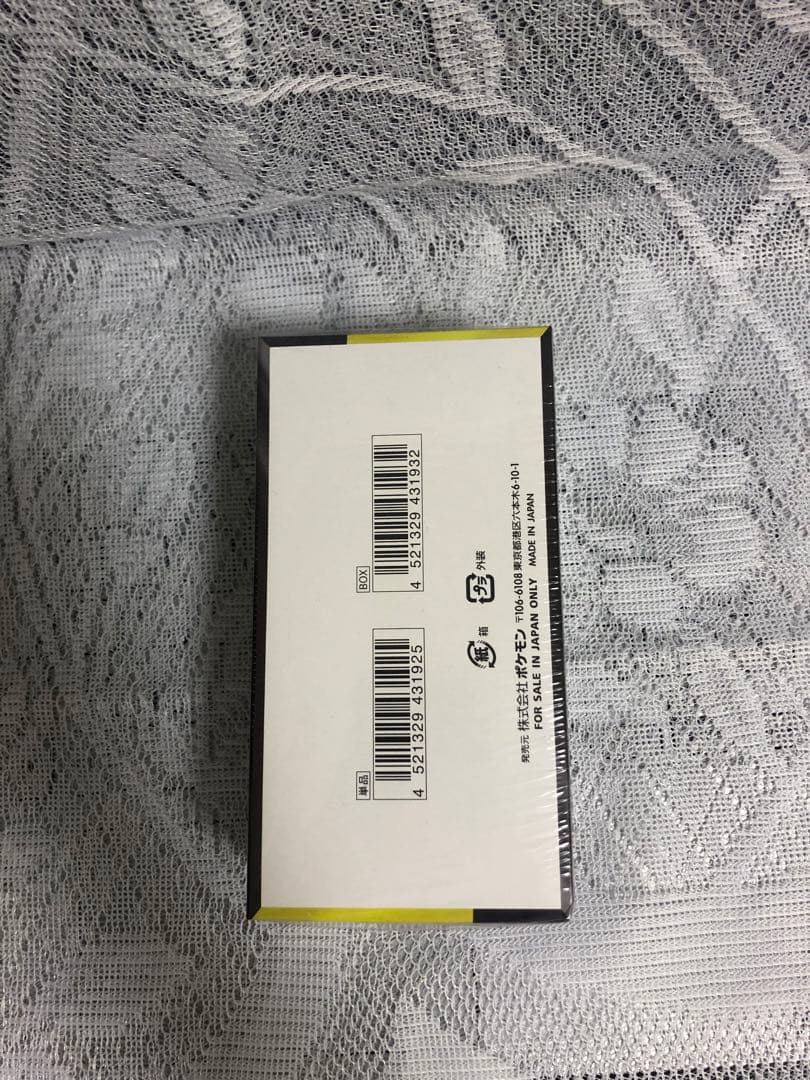 単品
4 521329 431925
BOX
4 521329 431932
紙 箱
プラ 外装
発売元 株式会社ポケモン 〒106-6108 東京都港区六本木6-10-1
FOR SALE IN JAPAN ONLY MADE IN JAPAN